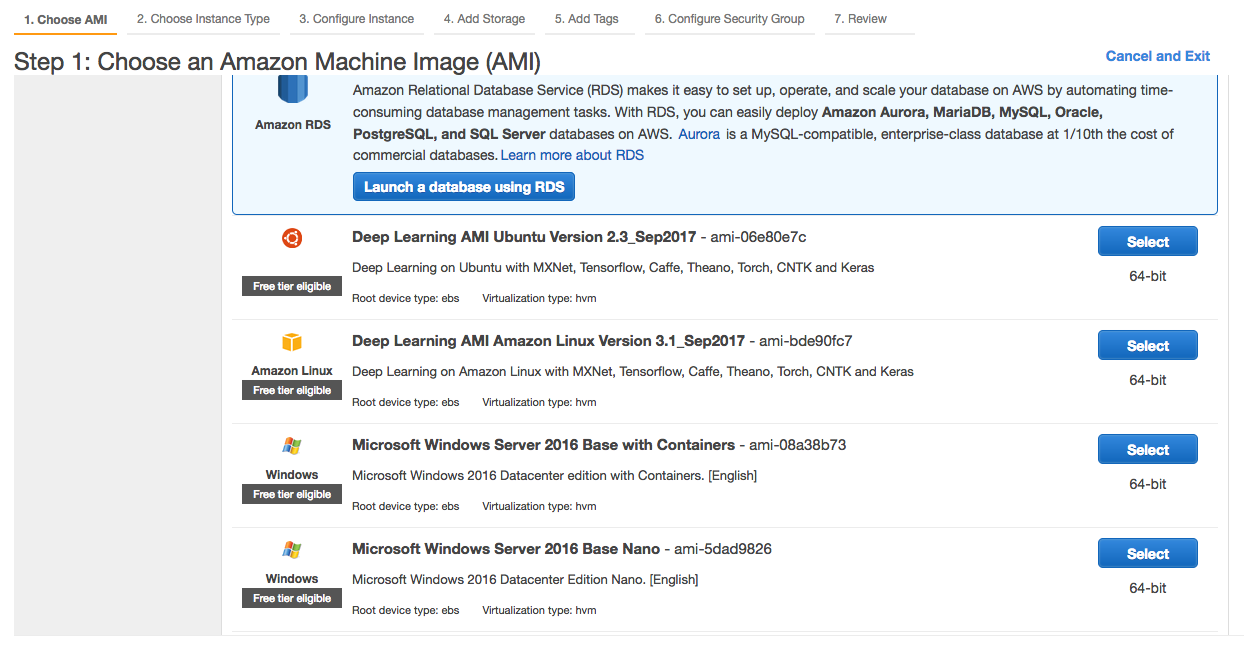 1. Choose AMI
2. Choose Instance Type
3. Configure Instance
4. Add Storage
5. Add Tags
6. Configure Security Group
7. Review
Step 1: Choose an Amazon Machine Image (AMI)
Cancel and Exit
Amazon RDS
Amazon Relational Database Service (RDS) makes it easy to set up, operate, and scale your database on AWS by automating time-
consuming database management tasks. With RDS, you can easily deploy Amazon Aurora, MariaDB, MySQL, Oracle,
PostgreSQL, and SQL Server databases on AWS. Aurora is a MySQL-compatible, enterprise-class database at 1/10th the cost of
commercial databases. Learn more about RDS
Launch a database using RDS
Deep Learning AMI Ubuntu Version 2.3_Sep2017 - ami-06e80e7c
Select
Deep Learning on Ubuntu with MXNet, Tensorflow, Caffe, Theano, Torch, CNTK and Keras
64-bit
Free tier eligible
Root device type: ebs Virtualization type: hvm
Deep Learning AMI Amazon Linux Version 3.1_Sep2017 - ami-bde90fc7
Select
Amazon Linux
Deep Learning on Amazon Linux with MXNet, Tensorflow, Caffe, Theano, Torch, CNTK and Keras
64-bit
Free tier eligible
Root device type: ebs Virtualization type: hvm
Microsoft Windows Server 2016 Base with Containers - ami-08a38b73
Select
Windows
Microsoft Windows 2016 Datacenter edition with Containers. [English]
64-bit
Free tier eligible
Root device type: ebs Virtualization type: hvm
Microsoft Windows Server 2016 Base Nano - ami-5dad9826
Select
Windows
Microsoft Windows 2016 Datacenter Edition Nano. [English]
64-bit
Free tier eligible
Root device type: ebs Virtualization type: hvm